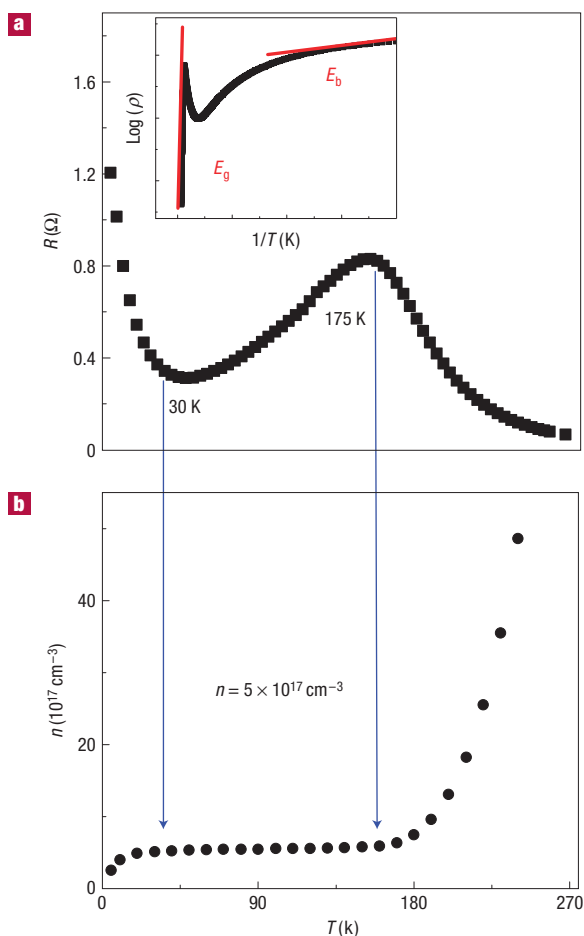 a
1.6
1.2
0.8
0.4
0
R (Ω)
Log (ρ)
E_b
E_g
1/T (K)
175 K
30 K
b
40
20
0
n (10^17 cm^−3)
n = 5 × 10^17 cm^−3
0 90 180 270
T (k)